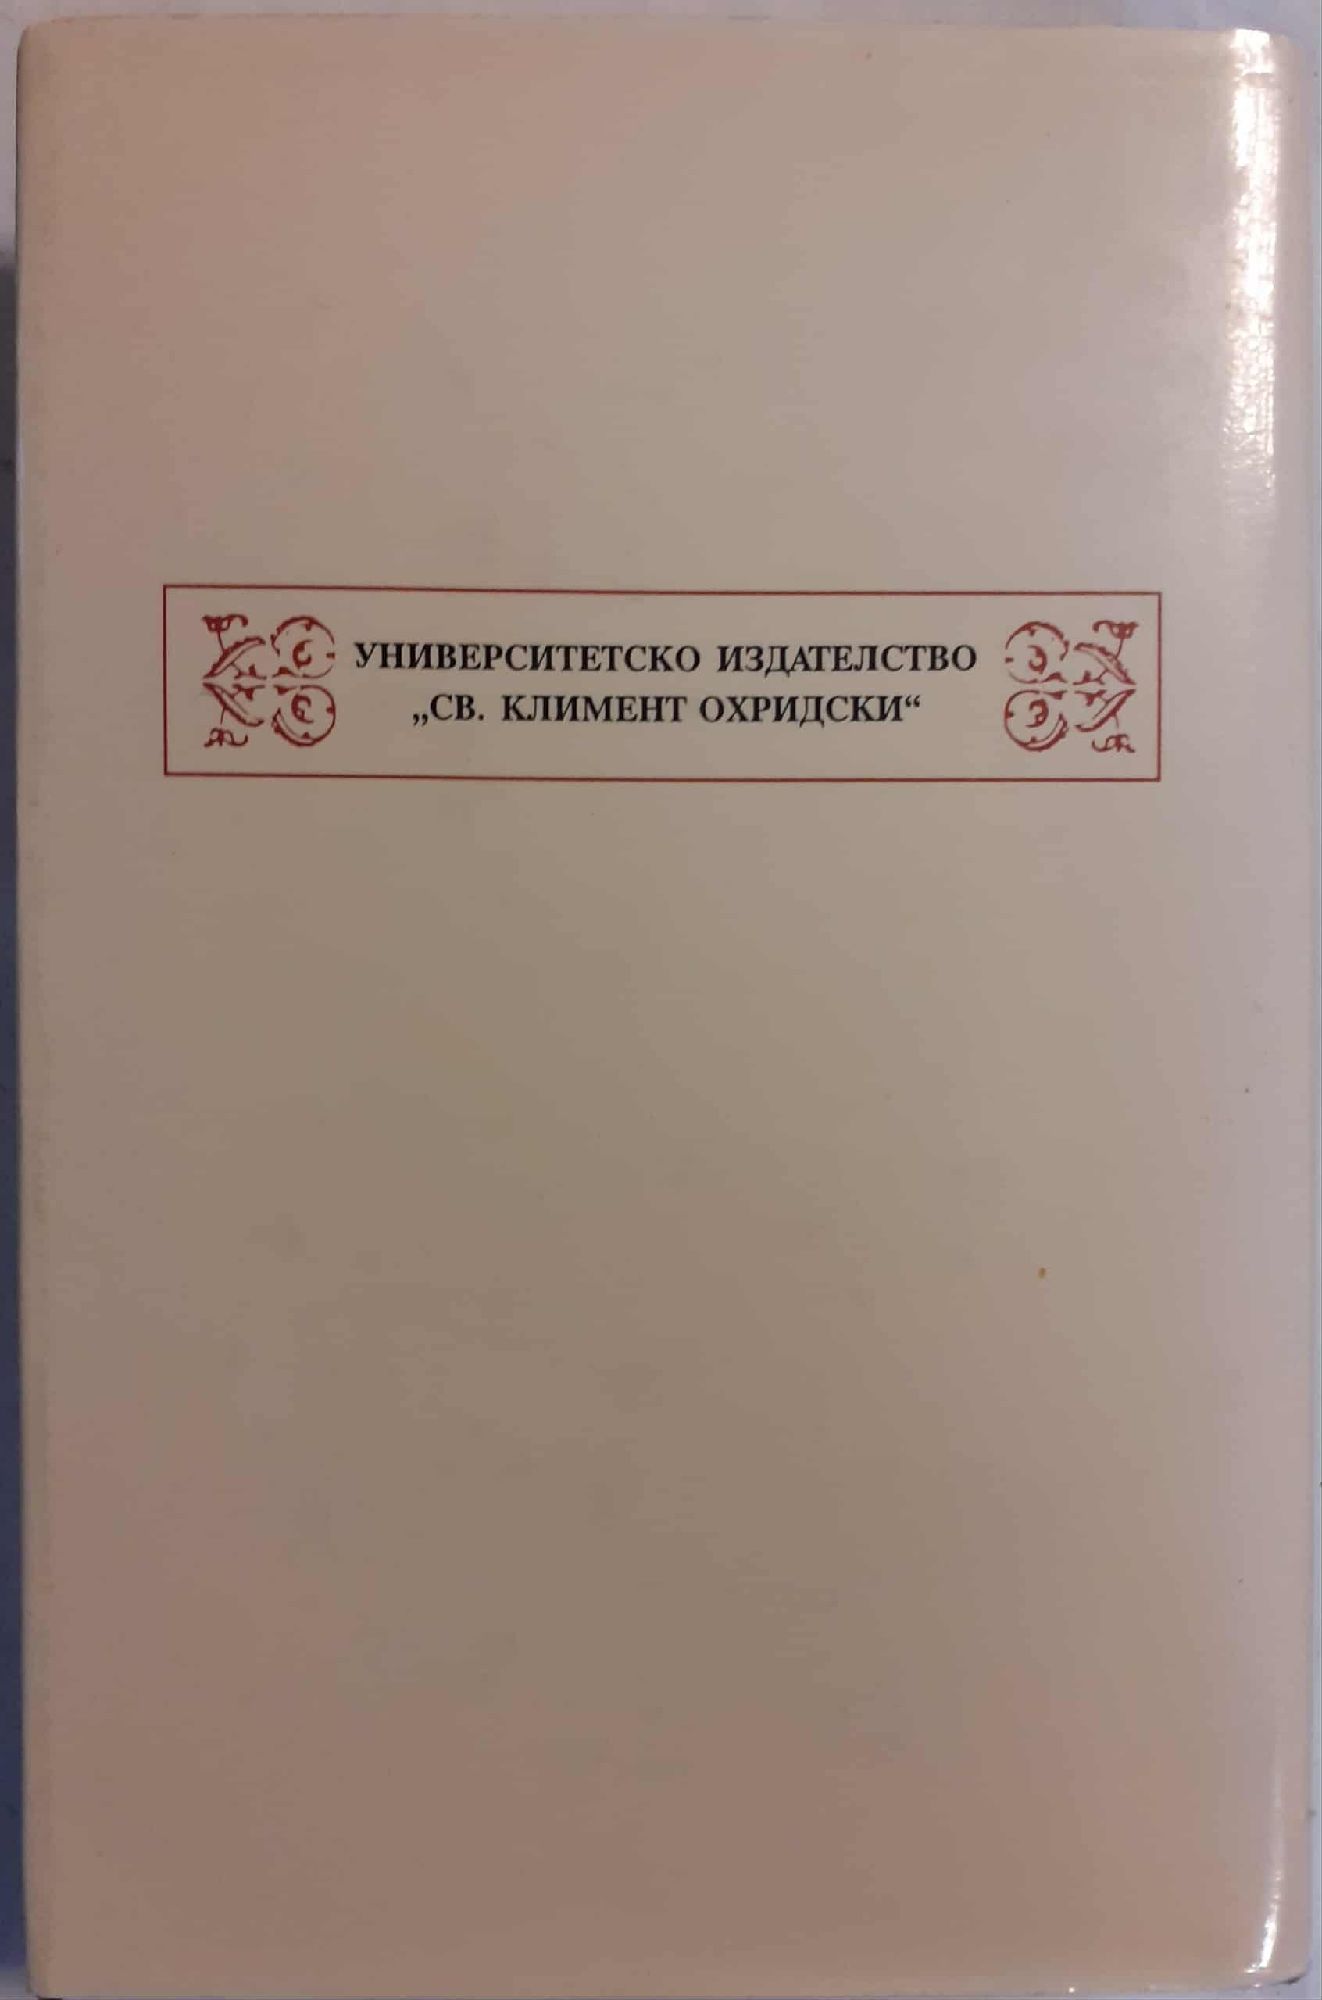 УНИВЕРСИТЕТСКО ИЗДАТЕЛСТВО
„СВ. КЛИМЕНТ ОХРИДСКИ“